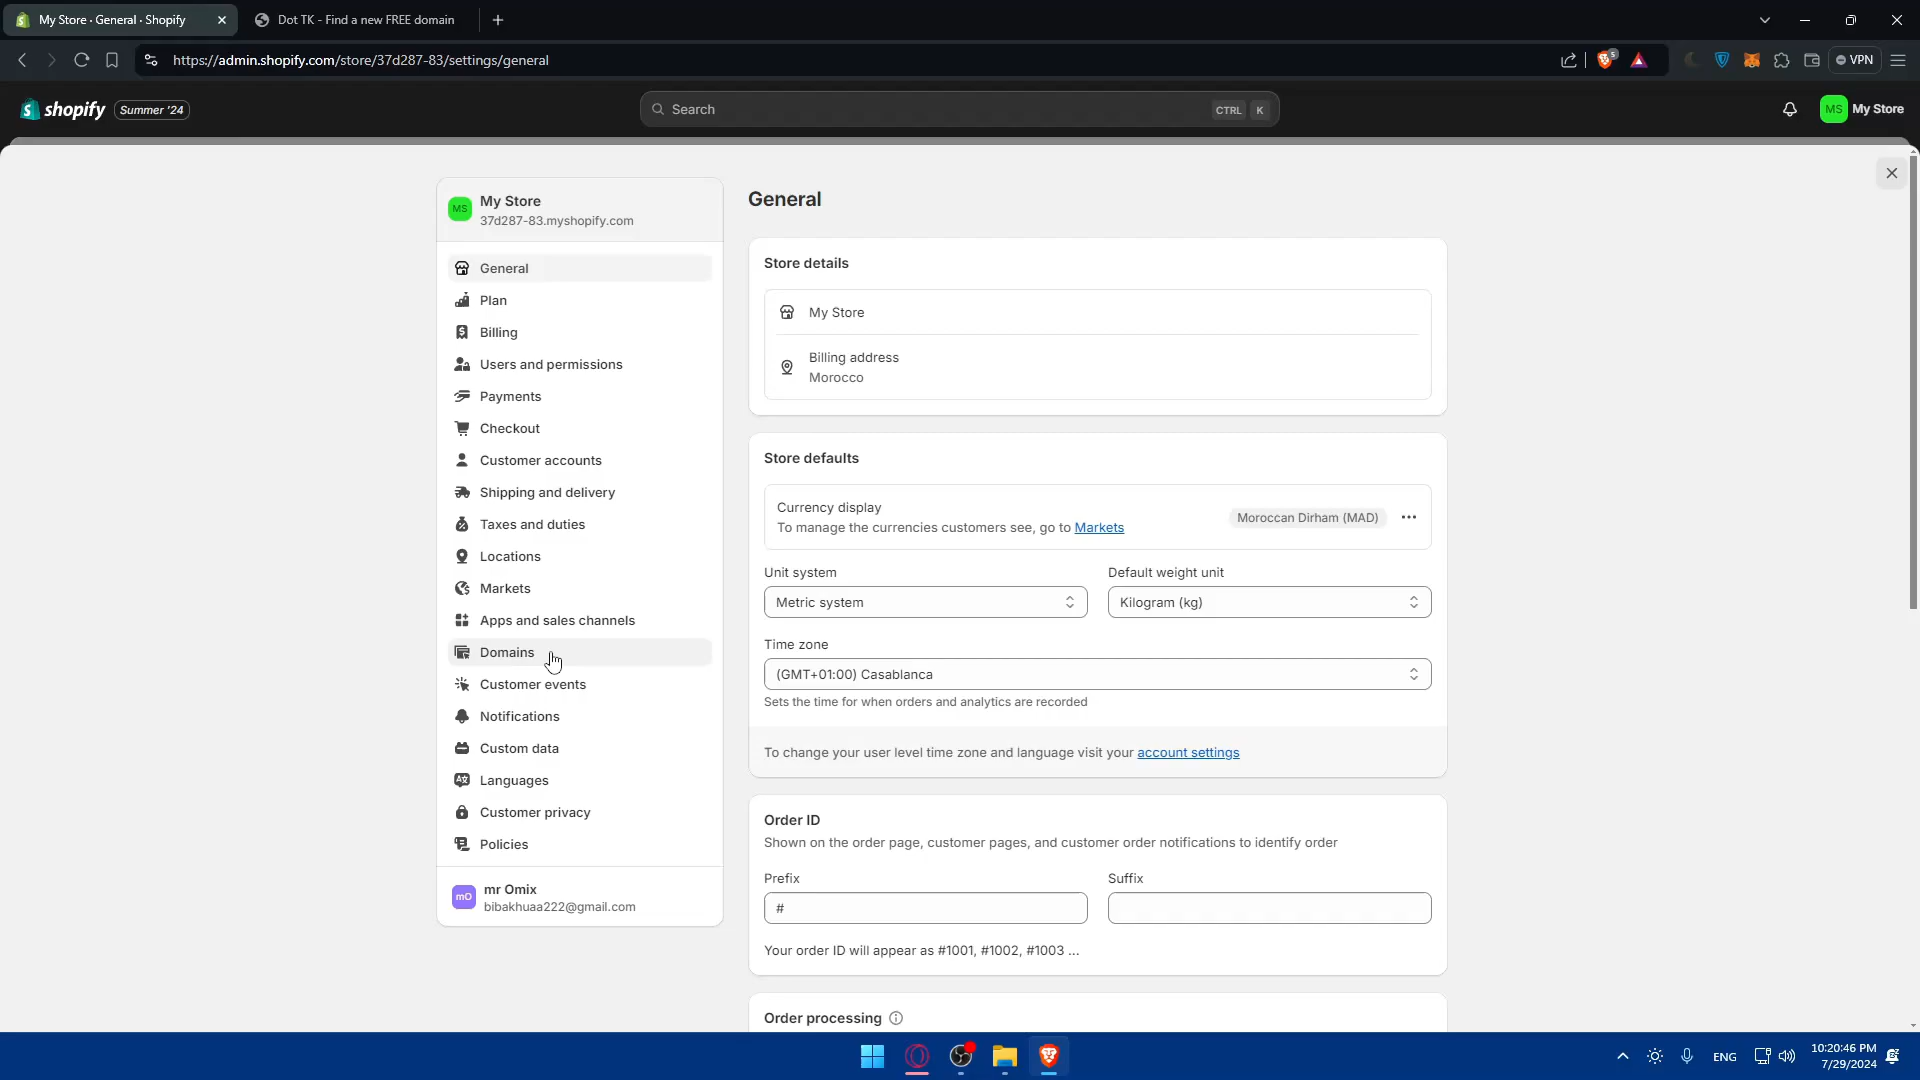 My Store · General · Shopify
Dot TK - Find a new FREE domain
https://admin.shopify.com/store/37d287-83/settings/general
5
VPN
shopify
Summer '24
Search
CTRL
K
MS
My Store
MS
My Store
37d287-83.myshopify.com
General
Plan
Billing
Users and permissions
Payments
Checkout
Customer accounts
Shipping and delivery
Taxes and duties
Locations
Markets
Apps and sales channels
Domains
Customer events
Notifications
Custom data
Languages
Customer privacy
Policies
mO
mr Omix
bibakhuaa222@gmail.com
General
Store details
My Store
Billing address
Morocco
Store defaults
Currency display
To manage the currencies customers see, go to Markets
Moroccan Dirham (MAD)
Unit system
Default weight unit
Metric system
Kilogram (kg)
Time zone
(GMT+01:00) Casablanca
Sets the time for when orders and analytics are recorded
To change your user level time zone and language visit your account settings
Order ID
Shown on the order page, customer pages, and customer order notifications to identify order
Prefix
Suffix
#
Your order ID will appear as #1001, #1002, #1003 ...
Order processing
ENG
10:20:46 PM
7/29/2024